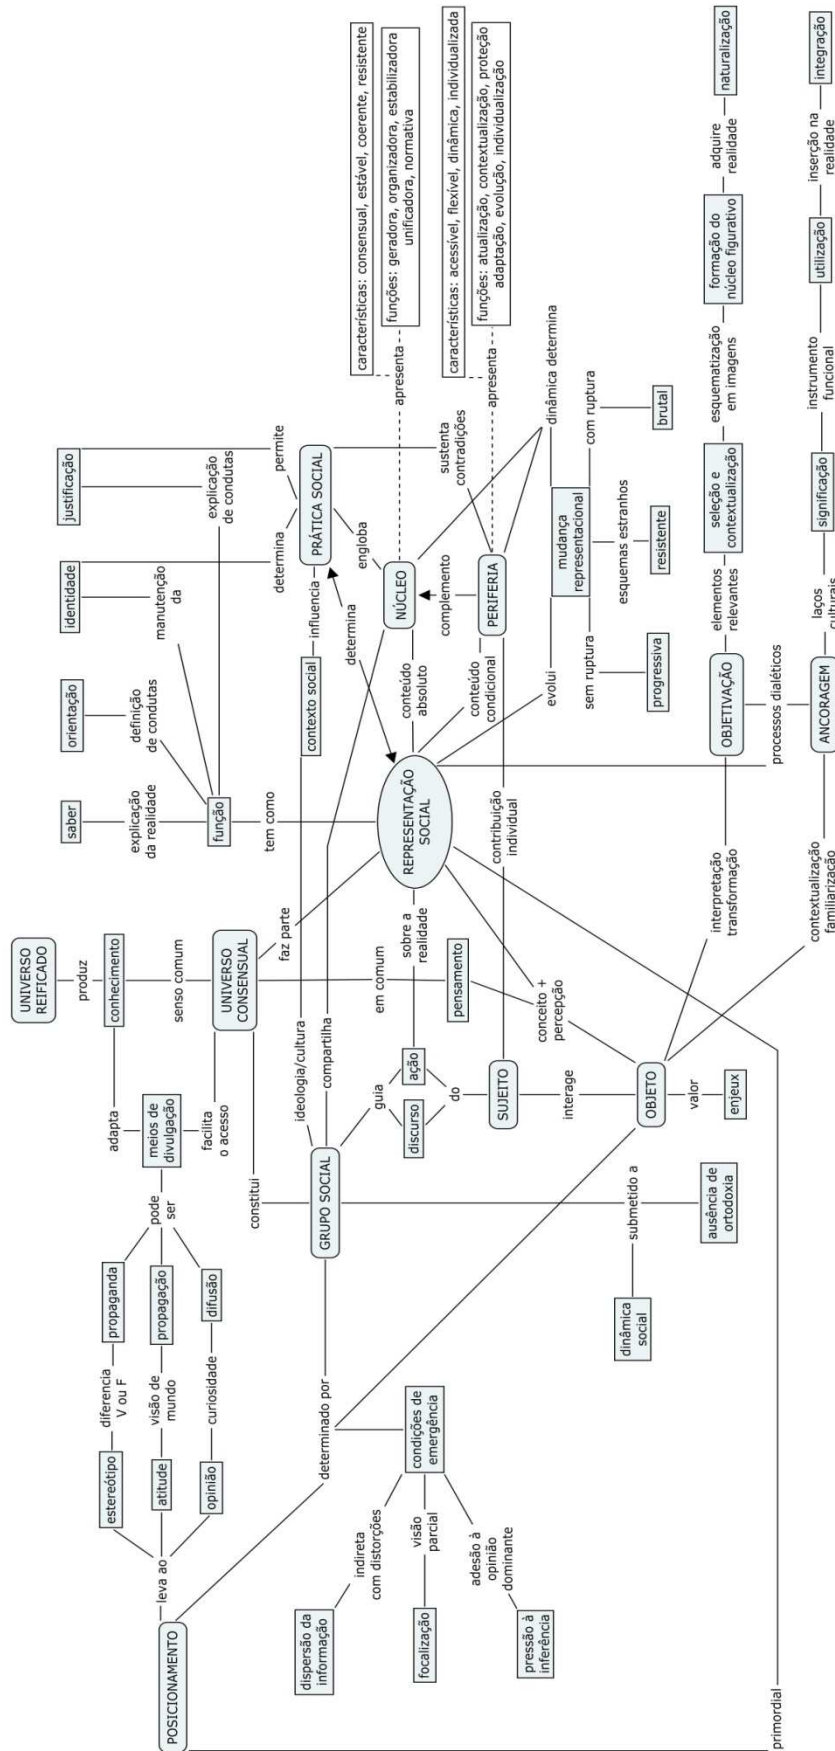 UNIVERSO
REIFICADO
produz
conhecimento
senso comum
UNIVERSO
CONSENSUAL
adapta
meios de
divulgação
facilita
o acesso
pode
ser
propaganda
propagação
difusão
diferencia
V ou F
visão de
mundo
curiosidade
estereótipo
atitude
opinião
leva ao
POSICIONAMENTO
saber
orientação
identidade
justificação
explicação
da realidade
definição
de condutas
manutenção
da
explicação
de condutas
função
tem como
determina
permite
PRÁTICA SOCIAL
influencia
contexto social
ideologia/cultura
determina
engloba
sustenta
contradições
faz parte
em comum
pensamento
constitui
compartilha
GRUPO SOCIAL
guia
discurso
ação
do
sobre a
realidade
REPRESENTAÇÃO
SOCIAL
conteúdo
absoluto
NÚCLEO
apresenta
características: consensual, estável, coerente, resistente
funções: geradora, organizadora, estabilizadora
unificadora, normativa
complemento
conteúdo
condicional
PERIFERIA
apresenta
características: acessível, flexível, dinâmica, individualizada
funções: atualização, contextualização, proteção
adaptação, evolução, individualização
contribuição
individual
SUJEITO
interage
conceito +
percepção
OBJETO
valor
enjeux
determinado por
condições de
emergência
indireta
com distorções
dispersão da
informação
visão
parcial
focalização
adesão à
opinião
dominante
pressão à
inferência
submetido a
dinâmica
social
ausência de
ortodoxia
evolui
dinâmica determina
mudança
representacional
sem ruptura
progressiva
esquemas estranhos
resistente
com ruptura
brutal
interpretação
transformação
OBJETIVAÇÃO
elementos
relevantes
seleção e
contextualização
esquematização
em imagens
formação do
núcleo figurativo
adquire
realidade
naturalização
processos dialéticos
contextualização
familiarização
ANCORAGEM
laços
culturais
significação
instrumento
funcional
utilização
inserção na
realidade
integração
primordial